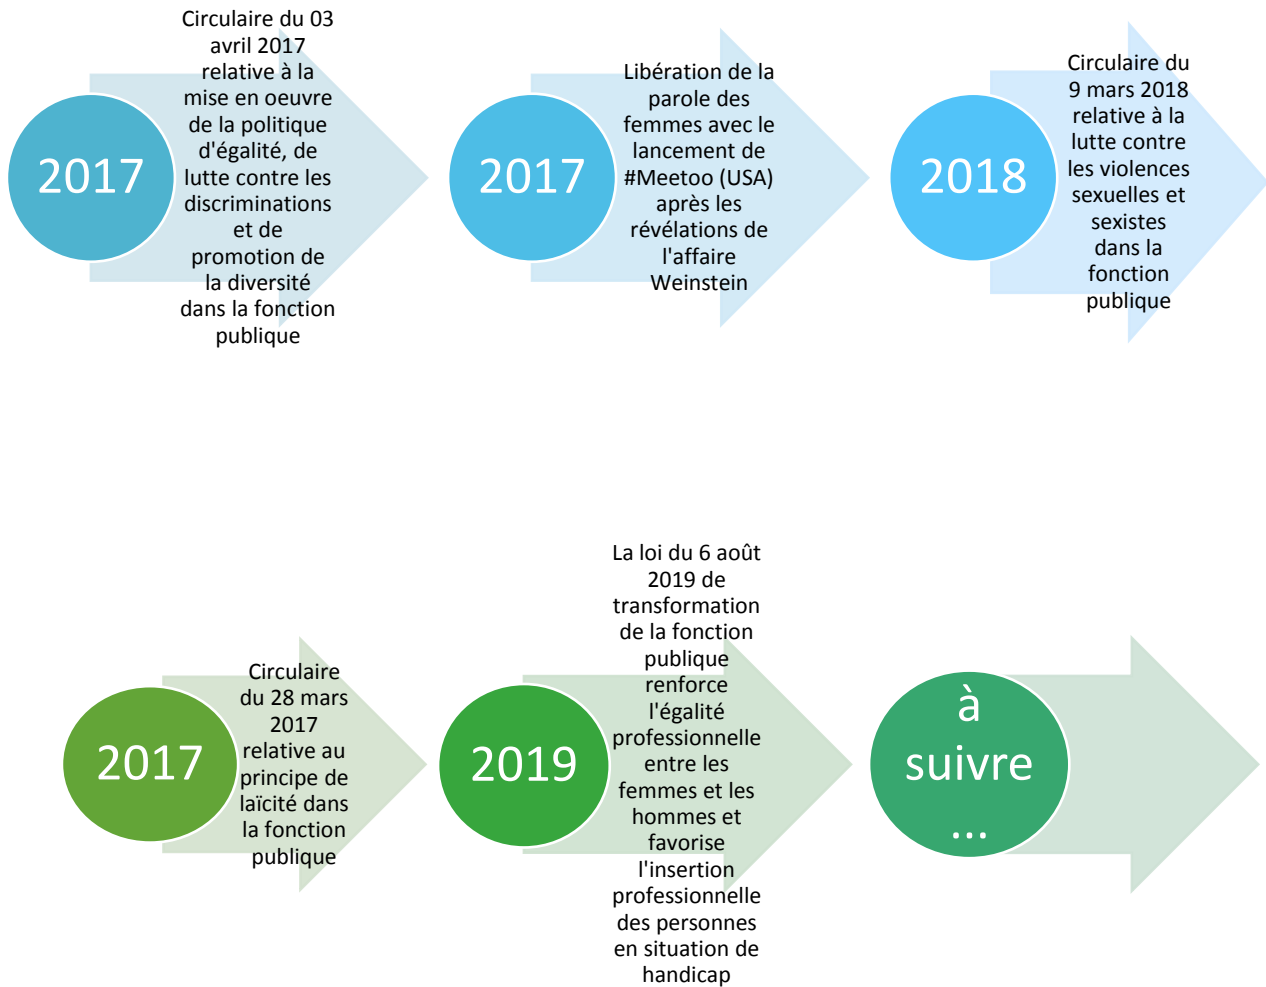 2017
Circulaire du 03
avril 2017
relative à la
mise en oeuvre
de la politique
d'égalité, de
lutte contre les
discriminations
et de
promotion de
la diversité
dans la fonction
publique
2017
Libération de la
parole des
femmes avec le
lancement de
#Meetoo (USA)
après les
révélations de
l'affaire
Weinstein
2018
Circulaire du
9 mars 2018
relative à la
lutte contre
les violences
sexuelles et
sexistes
dans la
fonction
publique
2017
Circulaire
du 28 mars
2017
relative au
principe de
laïcité dans
la fonction
publique
2019
La loi du 6 août
2019 de
transformation
de la fonction
publique
renforce
l'égalité
professionnelle
entre les
femmes et les
hommes et
favorise
l'insertion
professionnelle
des personnes
en situation de
handicap
à
suivre
...